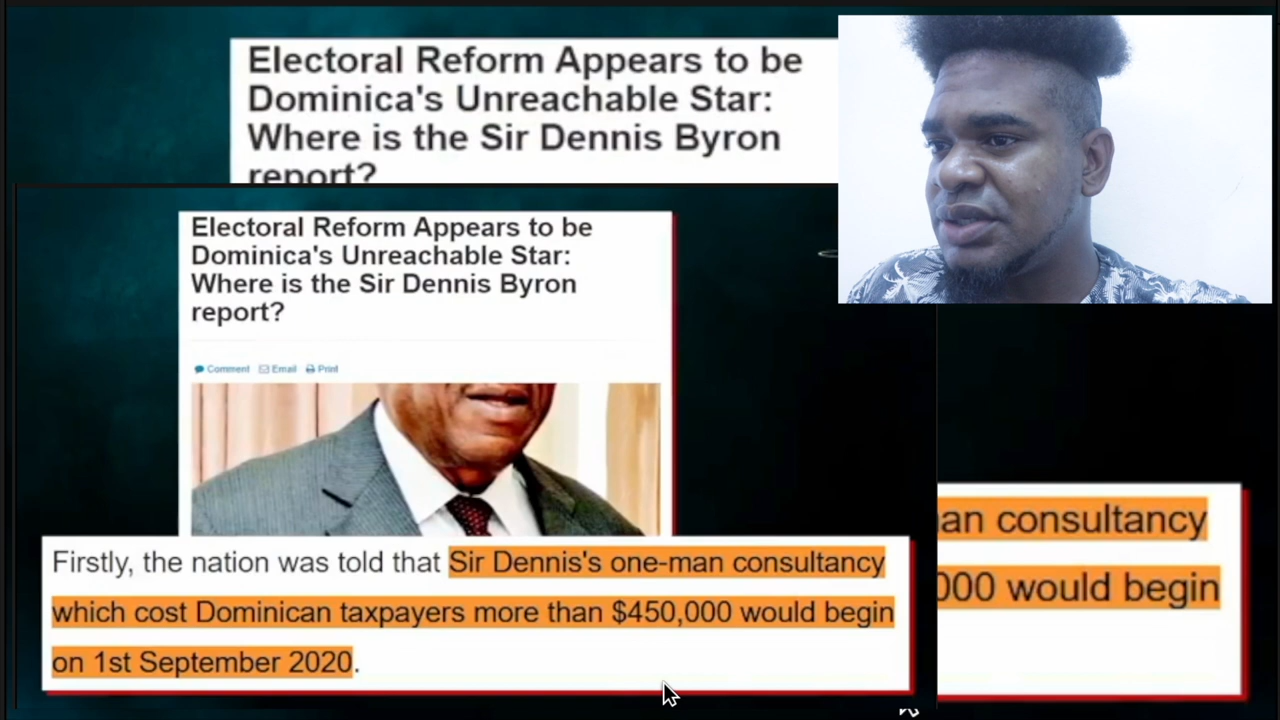 Electoral Reform Appears to be
Dominica's Unreachable Star:
Where is the Sir Dennis Byron
report?
Electoral Reform Appears to be
Dominica's Unreachable Star:
Where is the Sir Dennis Byron
report?
Comment Email Print
Firstly, the nation was told that Sir Dennis's one-man consultancy
which cost Dominican taxpayers more than $450,000 would begin
on 1st September 2020.
an consultancy
000 would begin